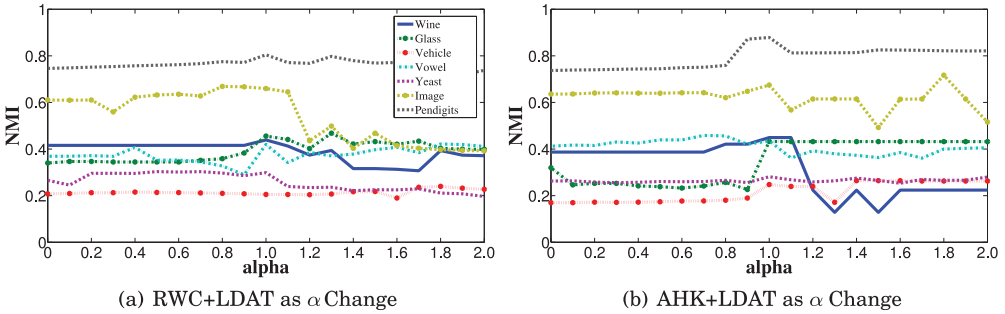 1
0.8
0.6
0.4
0.2
0
NMI
0 0.2 0.4 0.6 0.8 1.0 1.2 1.4 1.6 1.8 2.0
alpha
Wine
Glass
Vehicle
Vowel
Yeast
Image
Pendigits
(a) RWC+LDAT as α Change
1
0.8
0.6
0.4
0.2
0
NMI
0 0.2 0.4 0.6 0.8 1.0 1.2 1.4 1.6 1.8 2.0
alpha
(b) AHK+LDAT as α Change